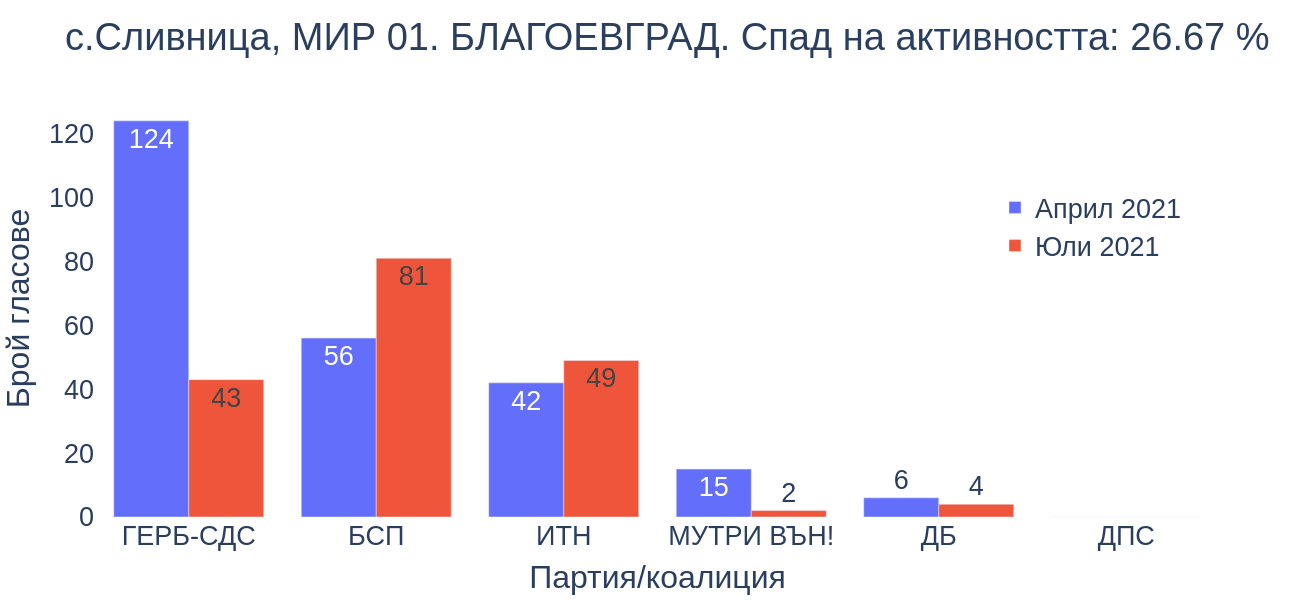 с.Сливница, МИР 01. БЛАГОЕВГРАД. Спад на активността: 26.67 %
Брой гласове
120
100
80
60
40
20
0
124
43
56
81
42
49
15
2
6
4
Април 2021
Юли 2021
ГЕРБ-СДС
БСП
ИТН
МУТРИ ВЪН!
ДБ
ДПС
Партия/коалиция